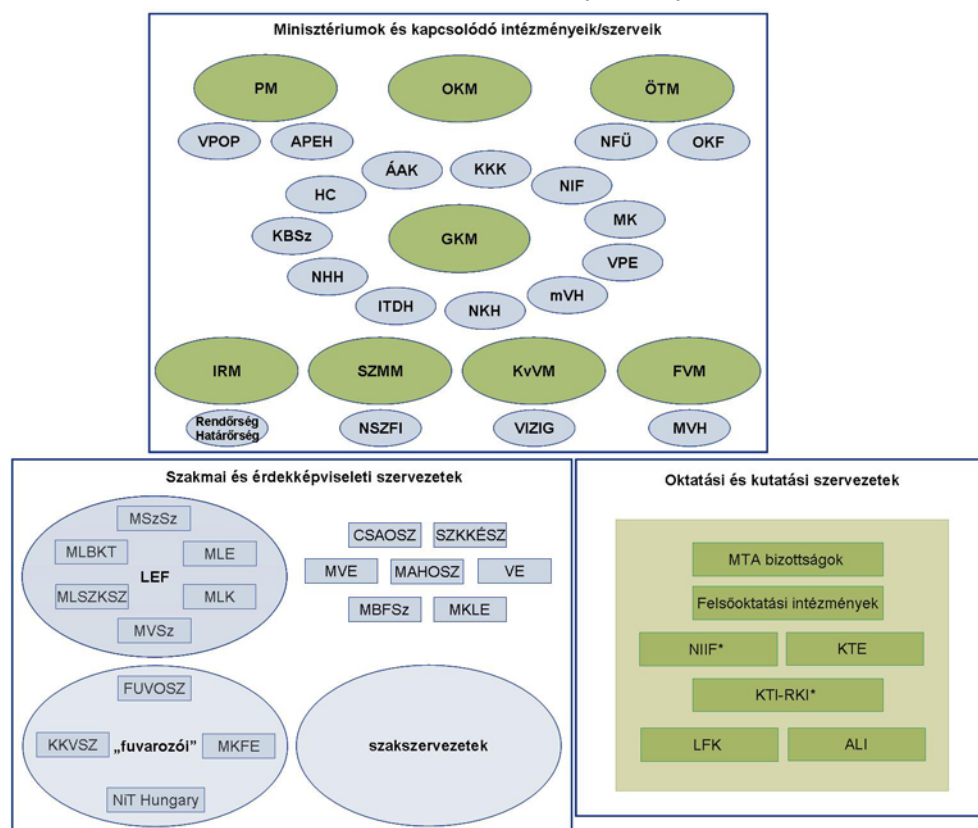 Minisztériumok és kapcsolódó intézményeik/szerveik
PM
OKM
ÖTM
VPOP
APEH
NFÜ
OKF
ÁAK
KKK
NIF
HC
MK
KBSz
GKM
VPE
NHH
ITDH
NKH
mVH
IRM
SZMM
KvVM
FVM
Rendőrség
Határőrség
NSZFI
VIZIG
MVH
Szakmai és érdekképviseleti szervezetek
MSzSz
MLBKT
MLE
LEF
MLSZKSZ
MLK
MVSz
CSAOSZ
SZKKÉSZ
MVE
MAHOSZ
VE
MBFSz
MKLE
FUVOSZ
KKVSZ
„fuvarozói”
MKFE
NiT Hungary
szakszervezetek
Oktatási és kutatási szervezetek
MTA bizottságok
Felsőoktatási intézmények
NIIF*
KTE
KTI-RKI*
LFK
ALI